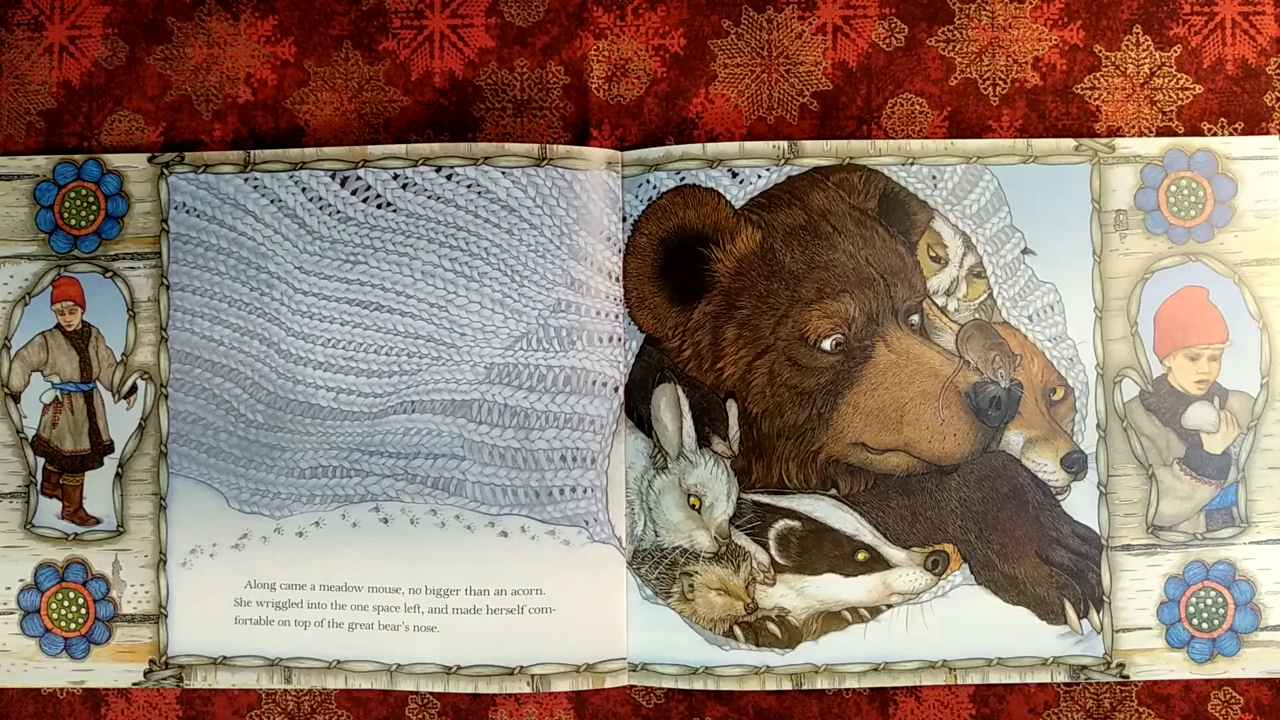 Along came a meadow mouse, no bigger than an acorn.
She wriggled into the one space left, and made herself com-
fortable on top of the great bear's nose.